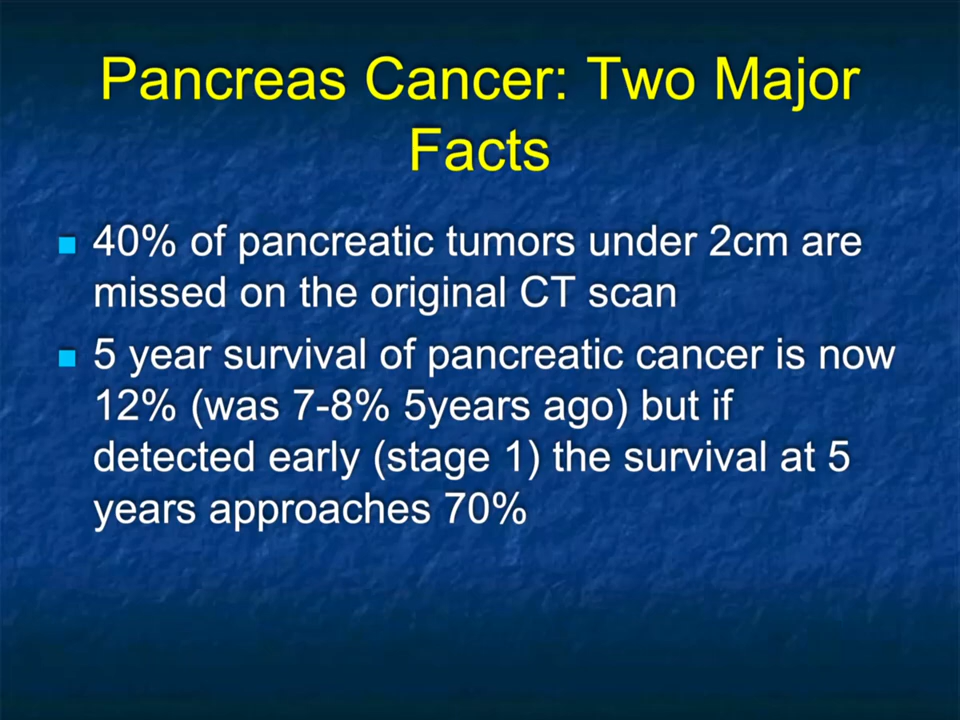 Pancreas Cancer: Two Major
Facts
40% of pancreatic tumors under 2cm are
missed on the original CT scan
5 year survival of pancreatic cancer is now
12% (was 7-8% 5years ago) but if
detected early (stage 1) the survival at 5
years approaches 70%